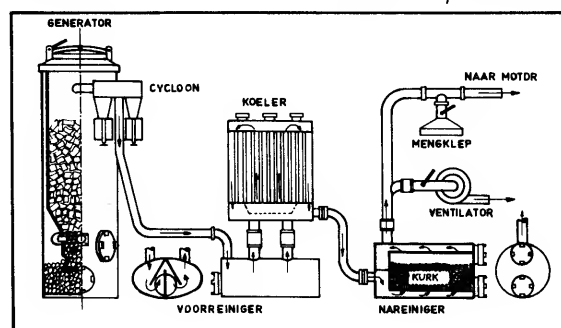 GENERATOR
CYCLOON
KOELER
NAAR MOTOR
MENGKLEP
VENTILATOR
KURK
VOORREINIGER
NAREINIGER